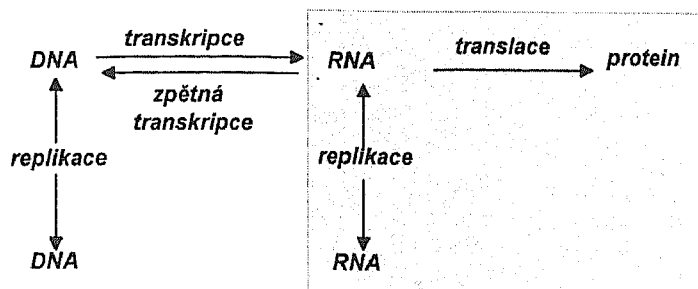 transkripce
translace
DNA
RNA
protein
zpětná
transkripce
replikace
replikace
DNA
RNA